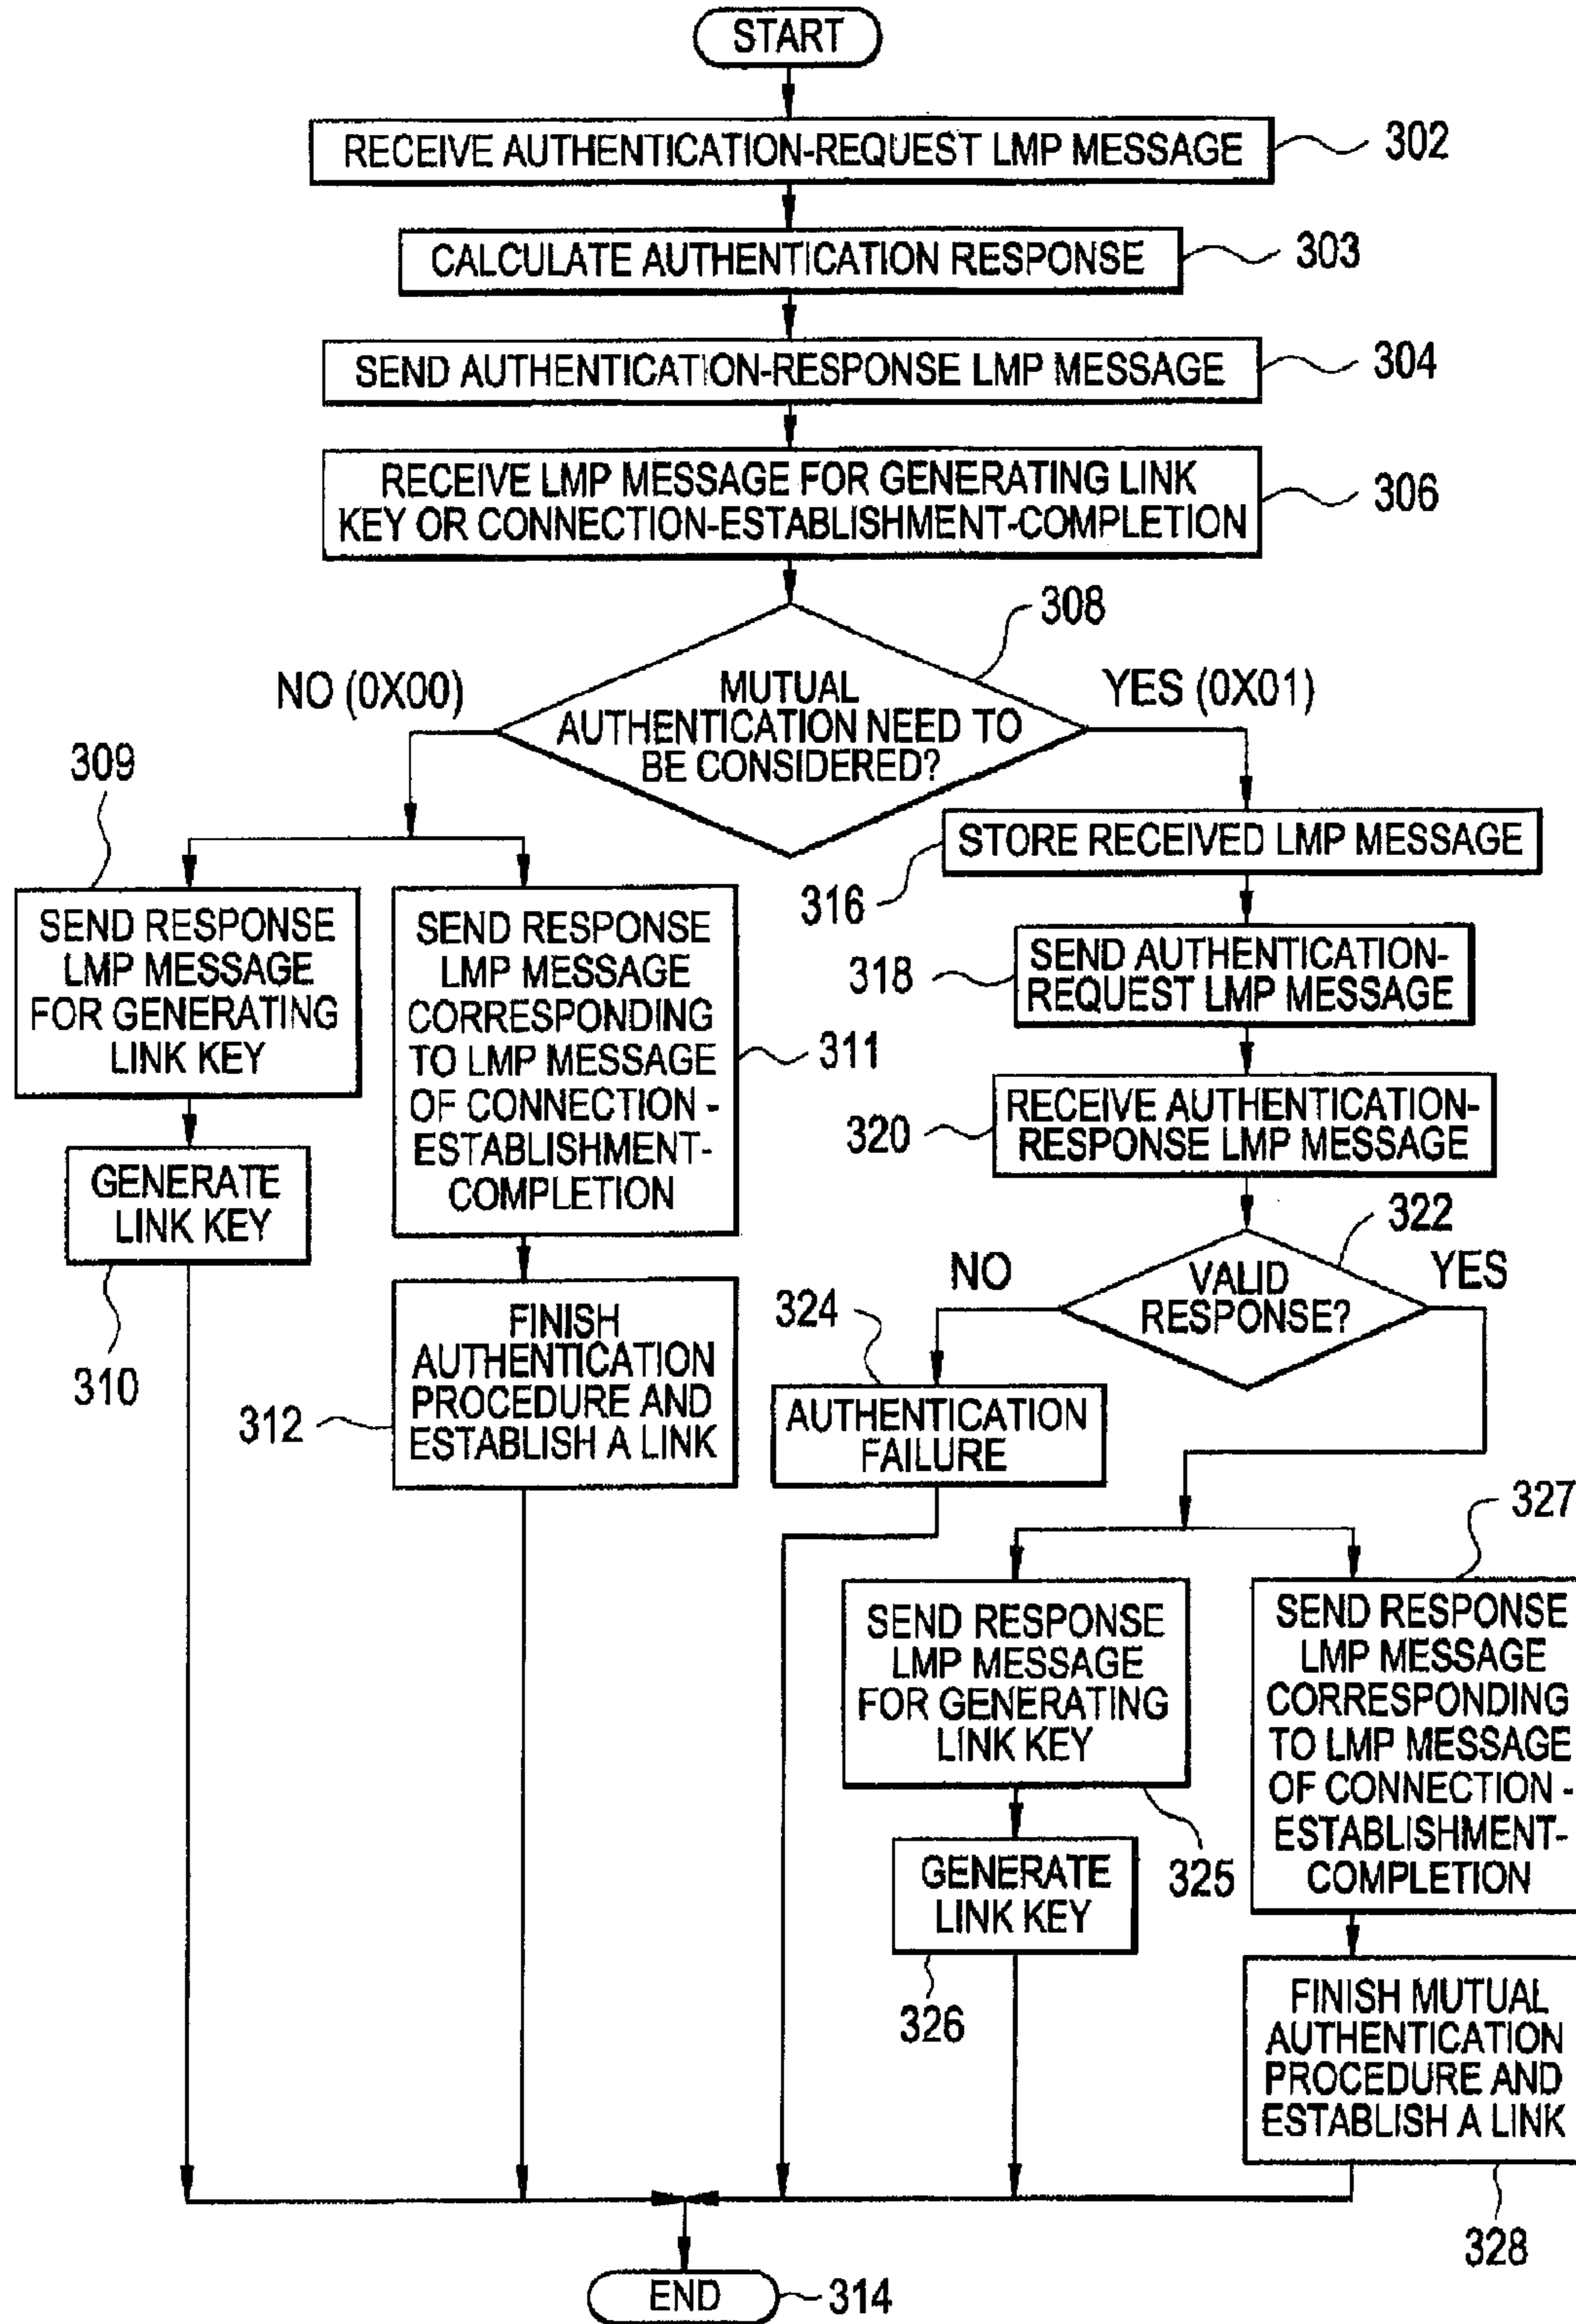 START
RECEIVE AUTHENTICATION-REQUEST LMP MESSAGE
302
CALCULATE AUTHENTICATION RESPONSE
303
SEND AUTHENTICATION-RESPONSE LMP MESSAGE
304
RECEIVE LMP MESSAGE FOR GENERATING LINK
KEY OR CONNECTION-ESTABLISHMENT-COMPLETION
306
308
NO (0X00)
MUTUAL
AUTHENTICATION NEED TO
BE CONSIDERED?
YES (0X01)
309
SEND RESPONSE
LMP MESSAGE
FOR GENERATING
LINK KEY
GENERATE
LINK KEY
310
SEND RESPONSE
LMP MESSAGE
CORRESPONDING
TO LMP MESSAGE
OF CONNECTION -
ESTABLISHMENT-
COMPLETION
311
FINISH
AUTHENTICATION
PROCEDURE AND
ESTABLISH A LINK
312
STORE RECEIVED LMP MESSAGE
316
SEND AUTHENTICATION-
REQUEST LMP MESSAGE
318
RECEIVE AUTHENTICATION-
RESPONSE LMP MESSAGE
320
322
NO
VALID
RESPONSE?
YES
324
AUTHENTICATION
FAILURE
SEND RESPONSE
LMP MESSAGE
FOR GENERATING
LINK KEY
325
GENERATE
LINK KEY
326
327
SEND RESPONSE
LMP MESSAGE
CORRESPONDING
TO LMP MESSAGE
OF CONNECTION -
ESTABLISHMENT-
COMPLETION
FINISH MUTUAL
AUTHENTICATION
PROCEDURE AND
ESTABLISH A LINK
328
END
314